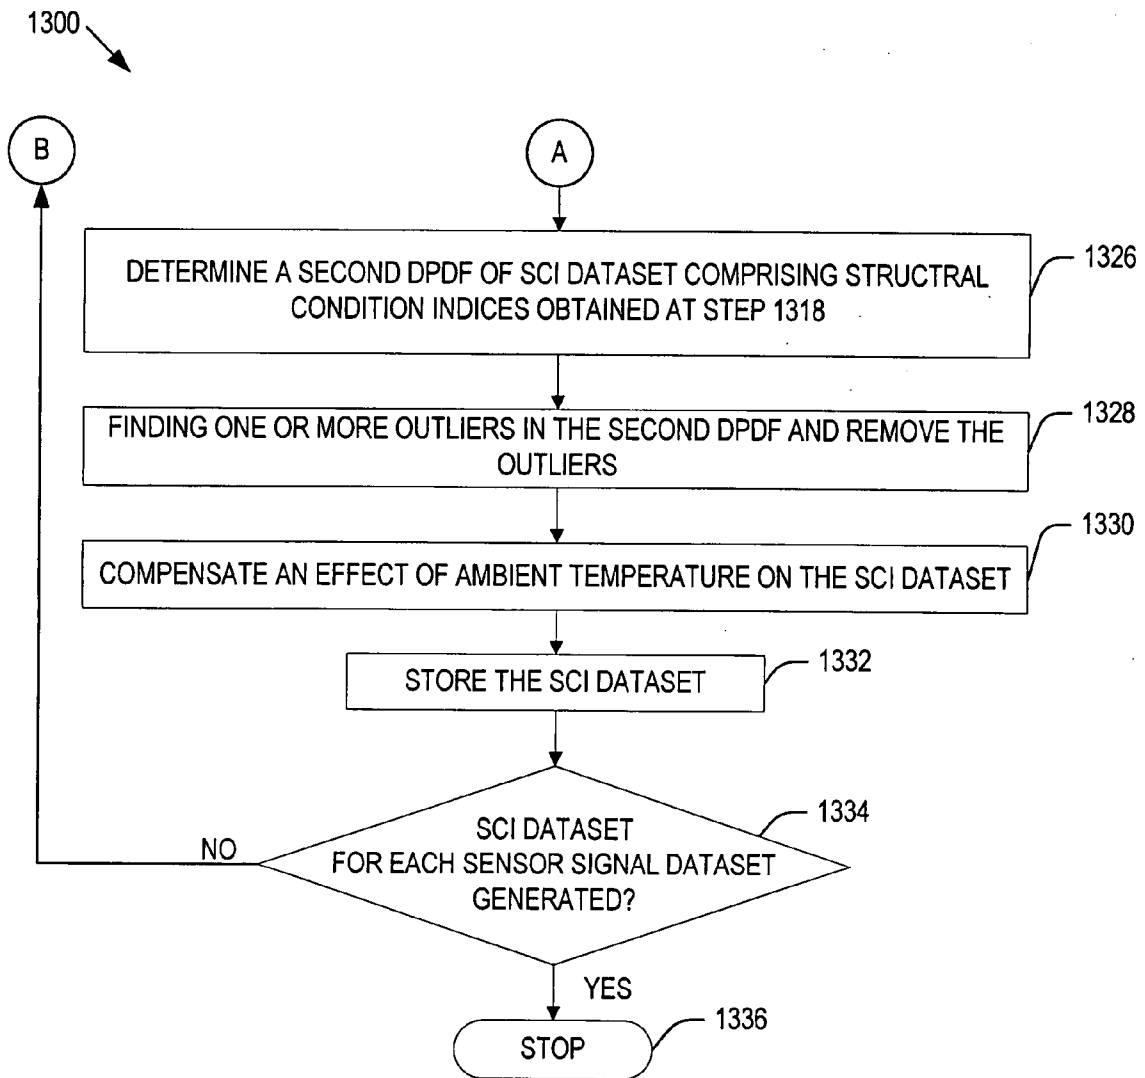 1300
B
A
DETERMINE A SECOND DPDF OF SCI DATASET COMPRISING STRUCTRAL
CONDITION INDICES OBTAINED AT STEP 1318
1326
FINDING ONE OR MORE OUTLIERS IN THE SECOND DPDF AND REMOVE THE
OUTLIERS
1328
COMPENSATE AN EFFECT OF AMBIENT TEMPERATURE ON THE SCI DATASET
1330
STORE THE SCI DATASET
1332
SCI DATASET
FOR EACH SENSOR SIGNAL DATASET
GENERATED?
1334
NO
YES
STOP
1336